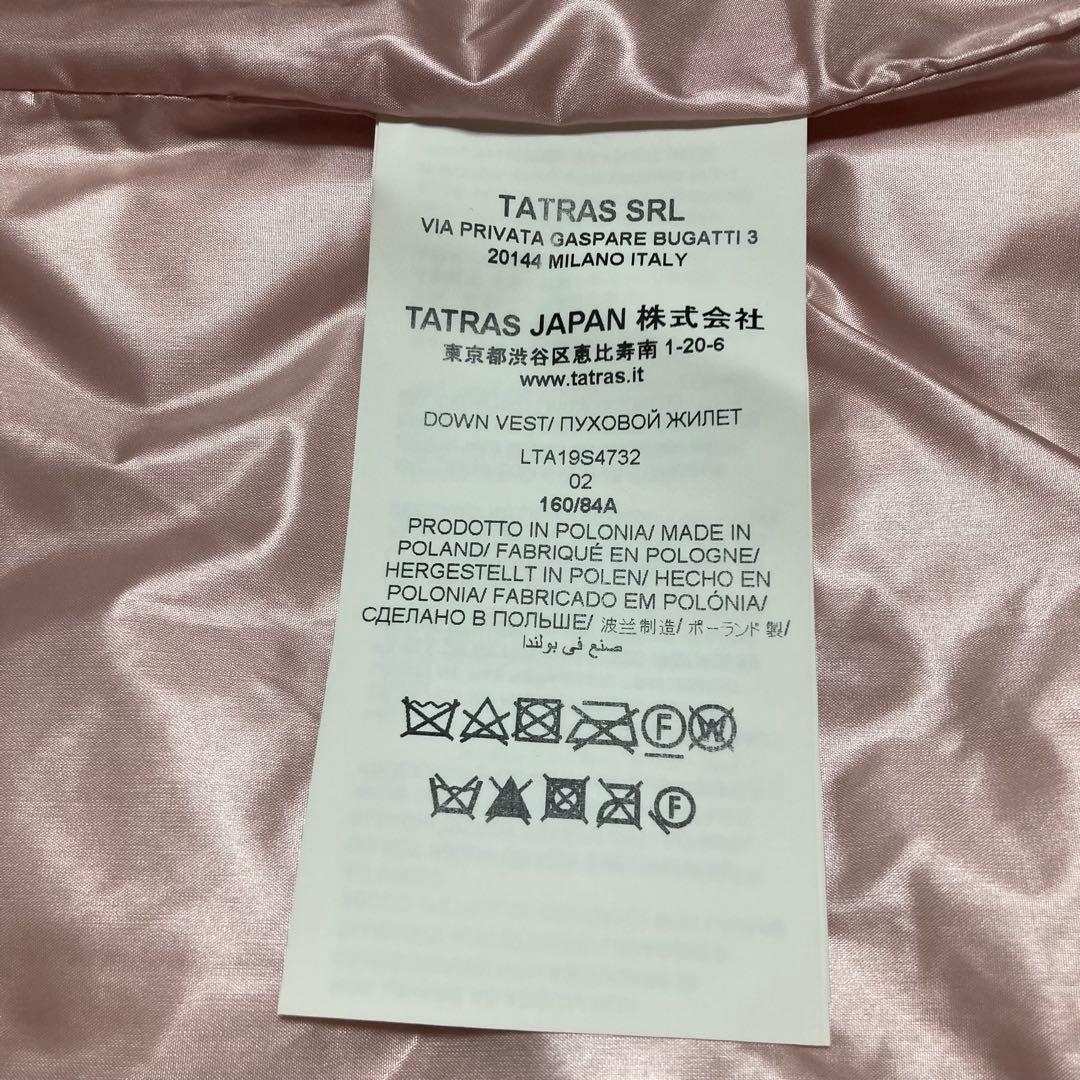 TATRAS SRL
VIA PRIVATA GASPARE BUGATTI 3
20144 MILANO ITALY
TATRAS JAPAN 株式会社
東京都渋谷区恵比寿南 1-20-6
www.tatras.it
DOWN VEST/ ПУХОВОЙ ЖИЛЕТ
LTA19S4732
02
160/84A
PRODOTTO IN POLONIA/ MADE IN
POLAND/ FABRIQUÉ EN POLOGNE/
HERGESTELLT IN POLEN/ HECHO EN
POLONIA/ FABRICADO EM POLÓNIA/
СДЕЛАНО В ПОЛЬШЕ/ 波兰制造/ ポーランド製/
صنع في بولندا
F W
F